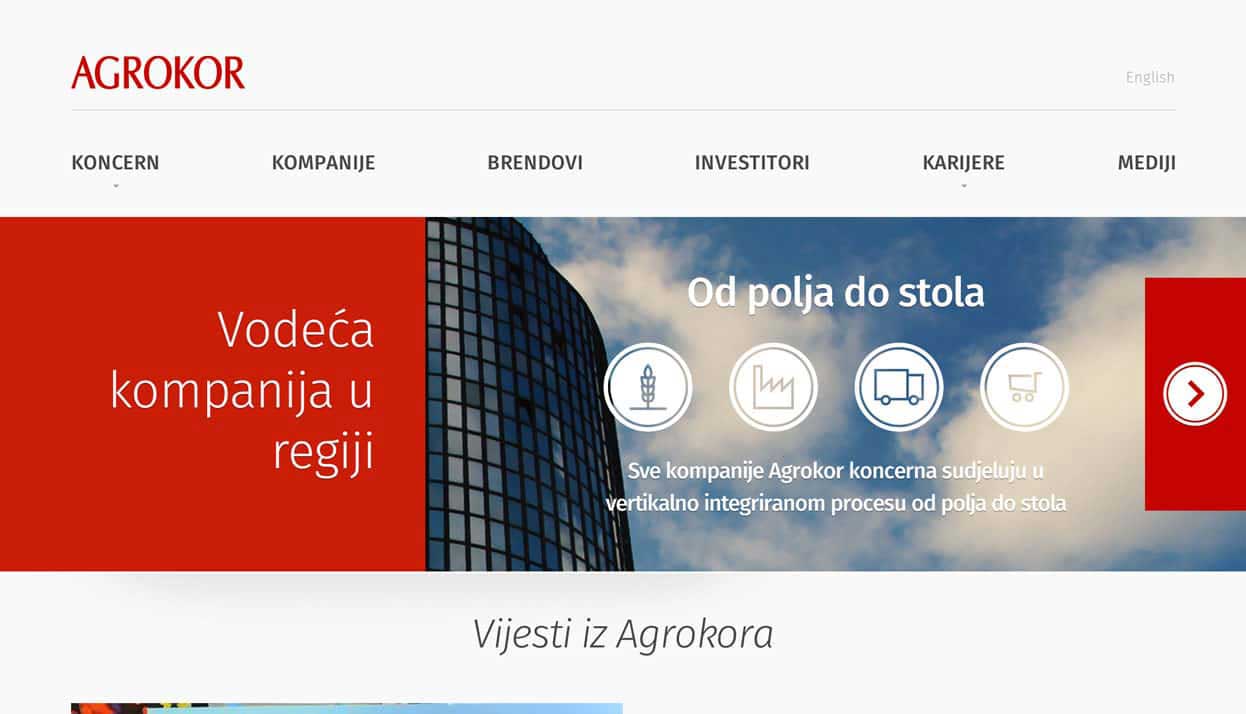 AGROKOR
English
KONCERN
KOMPANIJE
BRENDOVI
INVESTITORI
KARIJERE
MEDIJI
Vodeća
kompanija u
regiji
Od polja do stola
Sve kompanije Agrokor koncerna sudjeluju u
vertikalno integriranom procesu od polja do stola
Vijesti iz Agrokora